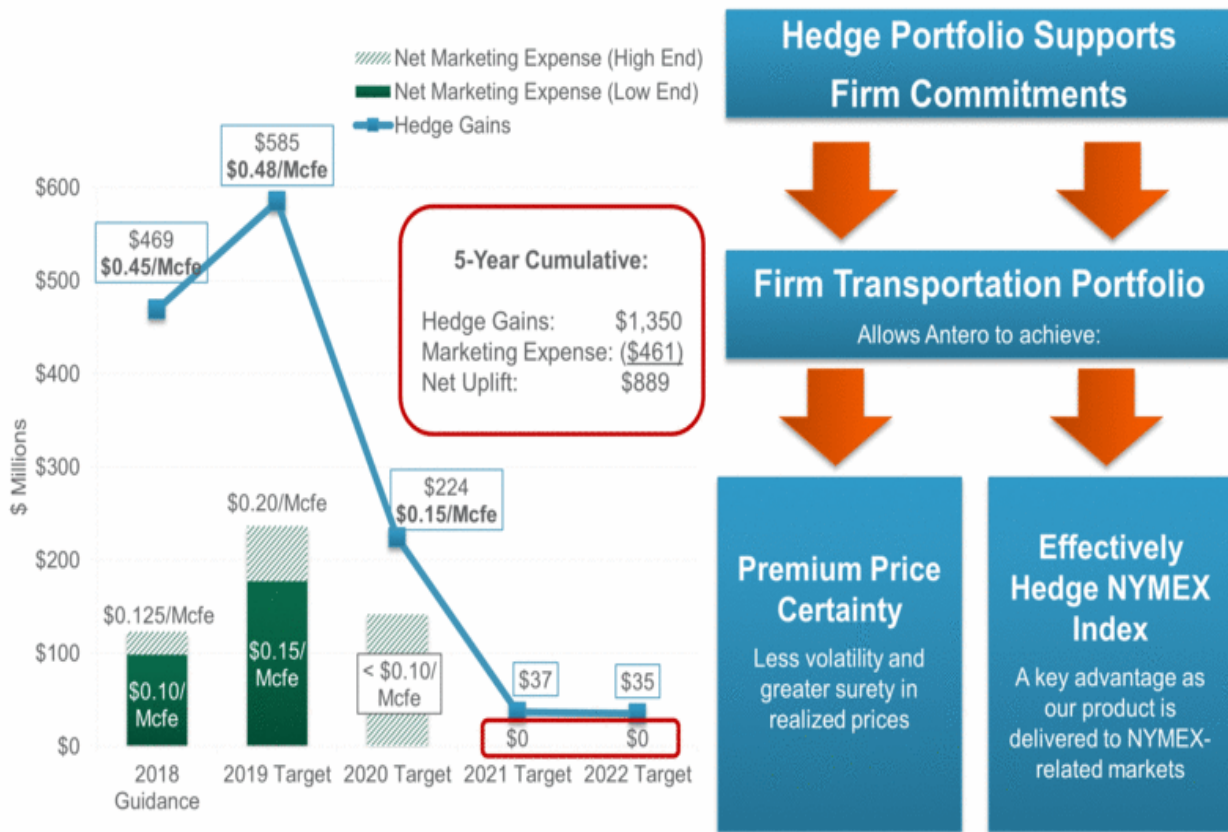 Net Marketing Expense (High End)
Net Marketing Expense (Low End)
Hedge Gains
$ Millions
$600
$500
$400
$300
$200
$100
$0
$469
$0.45/Mcfe
$585
$0.48/Mcfe
$224
$0.15/Mcfe
$37
$35
$0.125/Mcfe
$0.10/
Mcfe
$0.20/Mcfe
$0.15/
Mcfe
< $0.10/
Mcfe
$0
$0
2018
Guidance
2019 Target
2020 Target
2021 Target
2022 Target
5-Year Cumulative:
Hedge Gains: $1,350
Marketing Expense: ($461)
Net Uplift: $889
Hedge Portfolio Supports
Firm Commitments
Firm Transportation Portfolio
Allows Antero to achieve:
Premium Price
Certainty
Less volatility and
greater surety in
realized prices
Effectively
Hedge NYMEX
Index
A key advantage as
our product is
delivered to NYMEX-
related markets